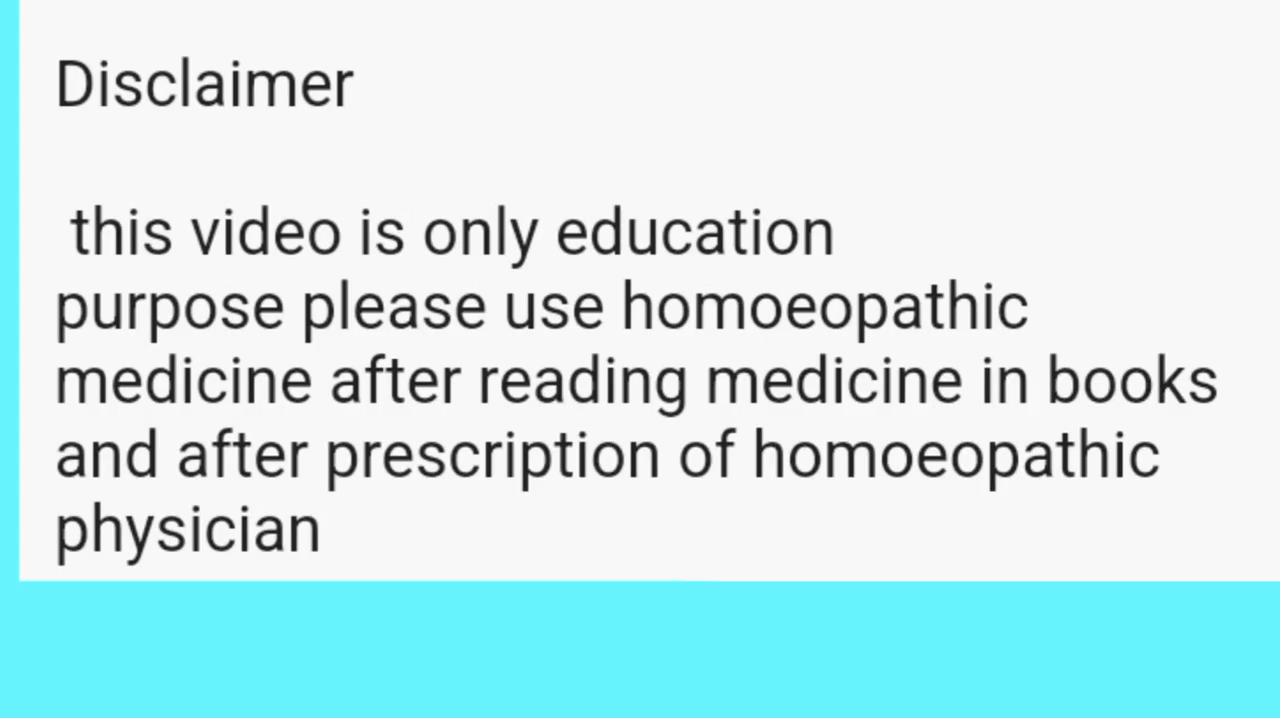 Disclaimer
this video is only education
purpose please use homoeopathic
medicine after reading medicine in books
and after prescription of homoeopathic
physician